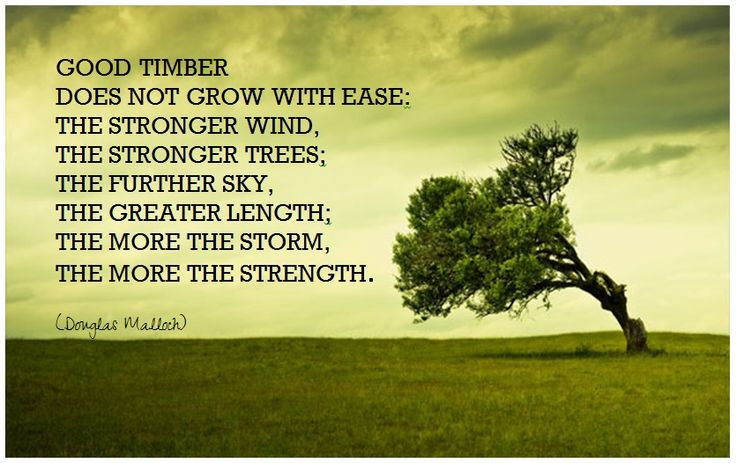 GOOD TIMBER
DOES NOT GROW WITH EASE:
THE STRONGER WIND,
THE STRONGER TREES;
THE FURTHER SKY,
THE GREATER LENGTH;
THE MORE THE STORM,
THE MORE THE STRENGTH.
(Douglas Malloch)